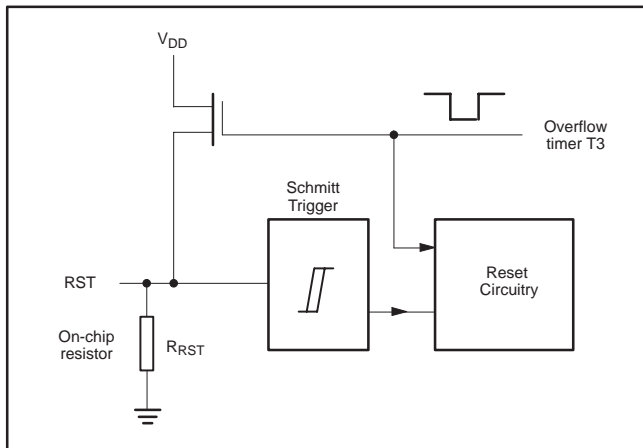 VDD
Overflow
timer T3
Schmitt
Trigger
RST
Reset
Circuitry
On-chip
resistor
RRST